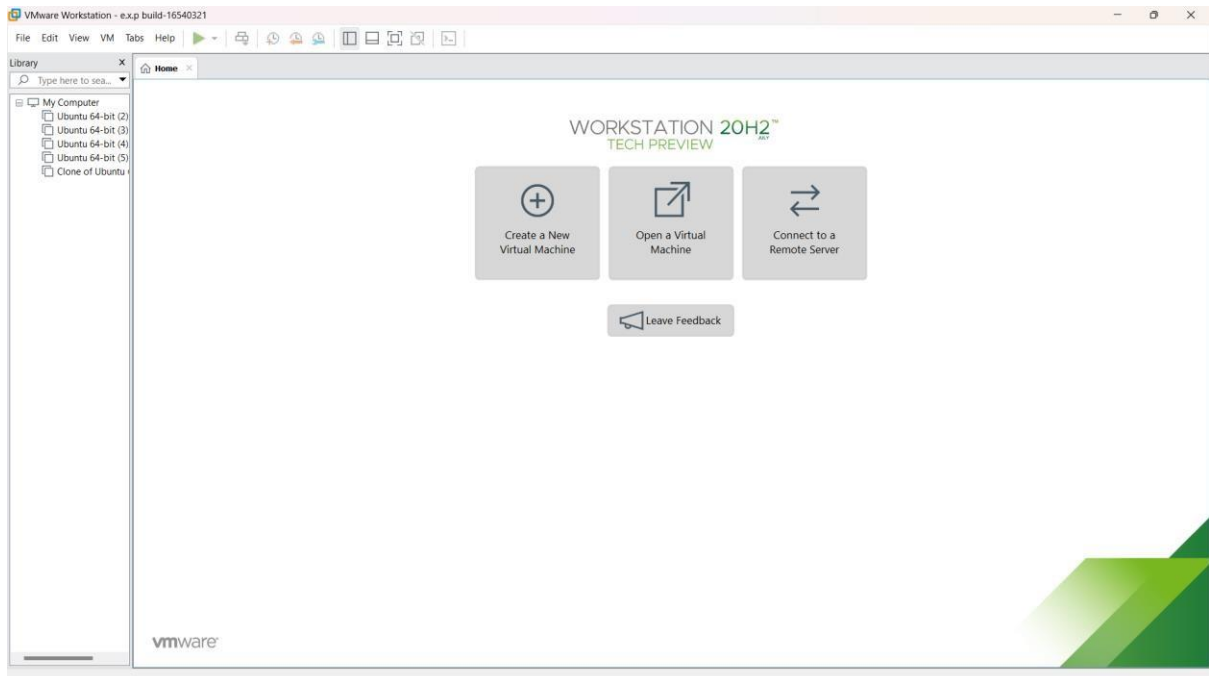 VMware Workstation - e.x.p build-16540321
File Edit View VM Tabs Help
Library X
Type here to sea...
Home
My Computer
Ubuntu 64-bit (2)
Ubuntu 64-bit (3)
Ubuntu 64-bit (4)
Ubuntu 64-bit (5)
Clone of Ubuntu
WORKSTATION 20H2™
JULY
TECH PREVIEW
Create a New
Virtual Machine
Open a Virtual
Machine
Connect to a
Remote Server
Leave Feedback
vmware